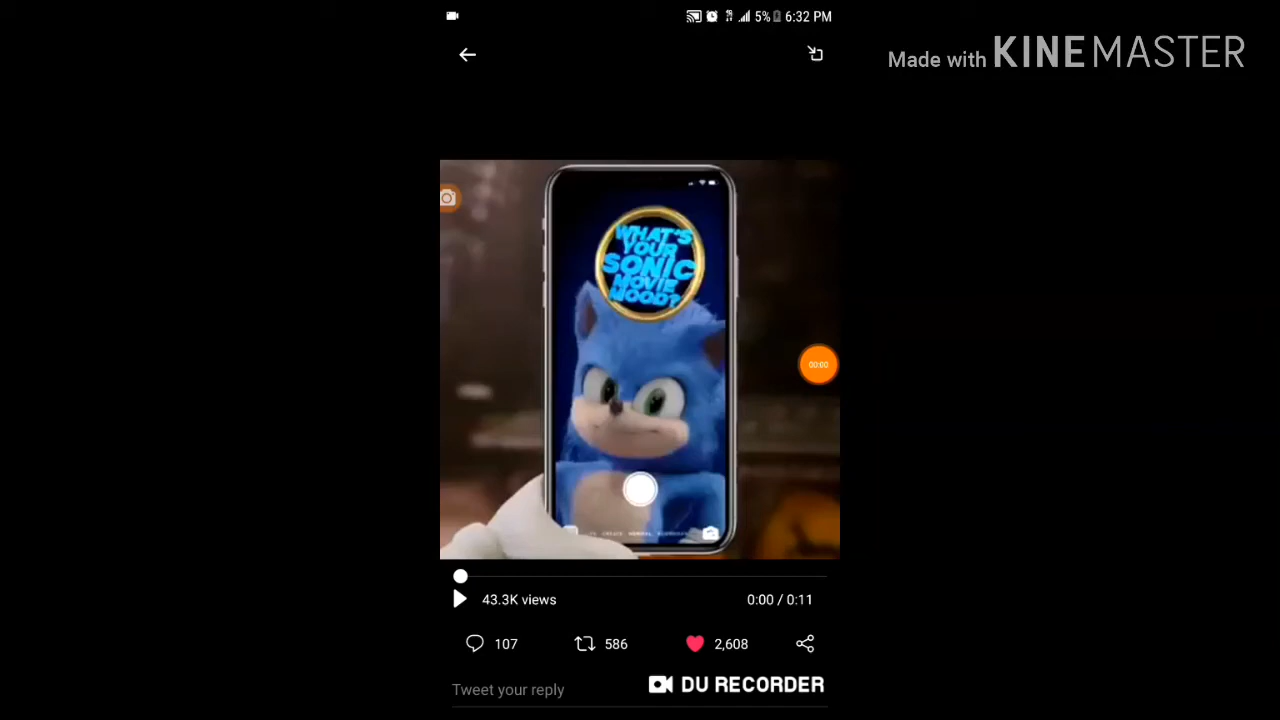 5% 6:32 PM
Made with KINEMASTER
WHAT'S
YOUR
SONIC
MOVIE
MOOD?
00:00
43.3K views
0:00 / 0:11
107
586
2,608
Tweet your reply
DU RECORDER